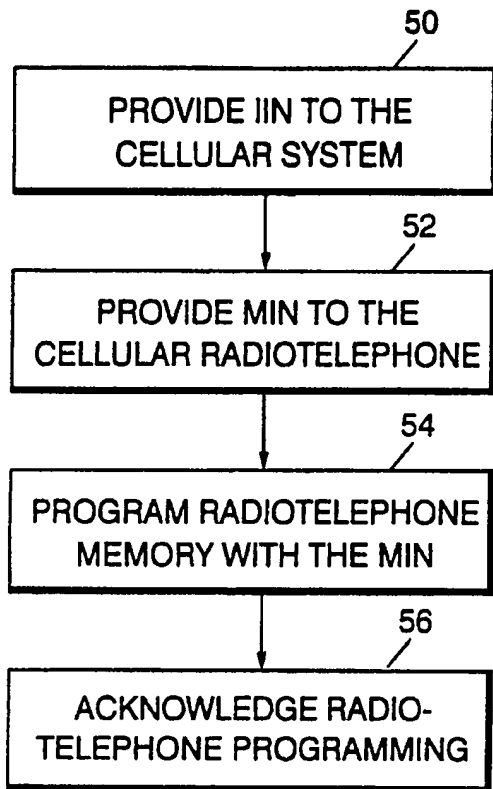 50
PROVIDE IIN TO THE
CELLULAR SYSTEM
52
PROVIDE MIN TO THE
CELLULAR RADIOTELEPHONE
54
PROGRAM RADIOTELEPHONE
MEMORY WITH THE MIN
56
ACKNOWLEDGE RADIO-
TELEPHONE PROGRAMMING